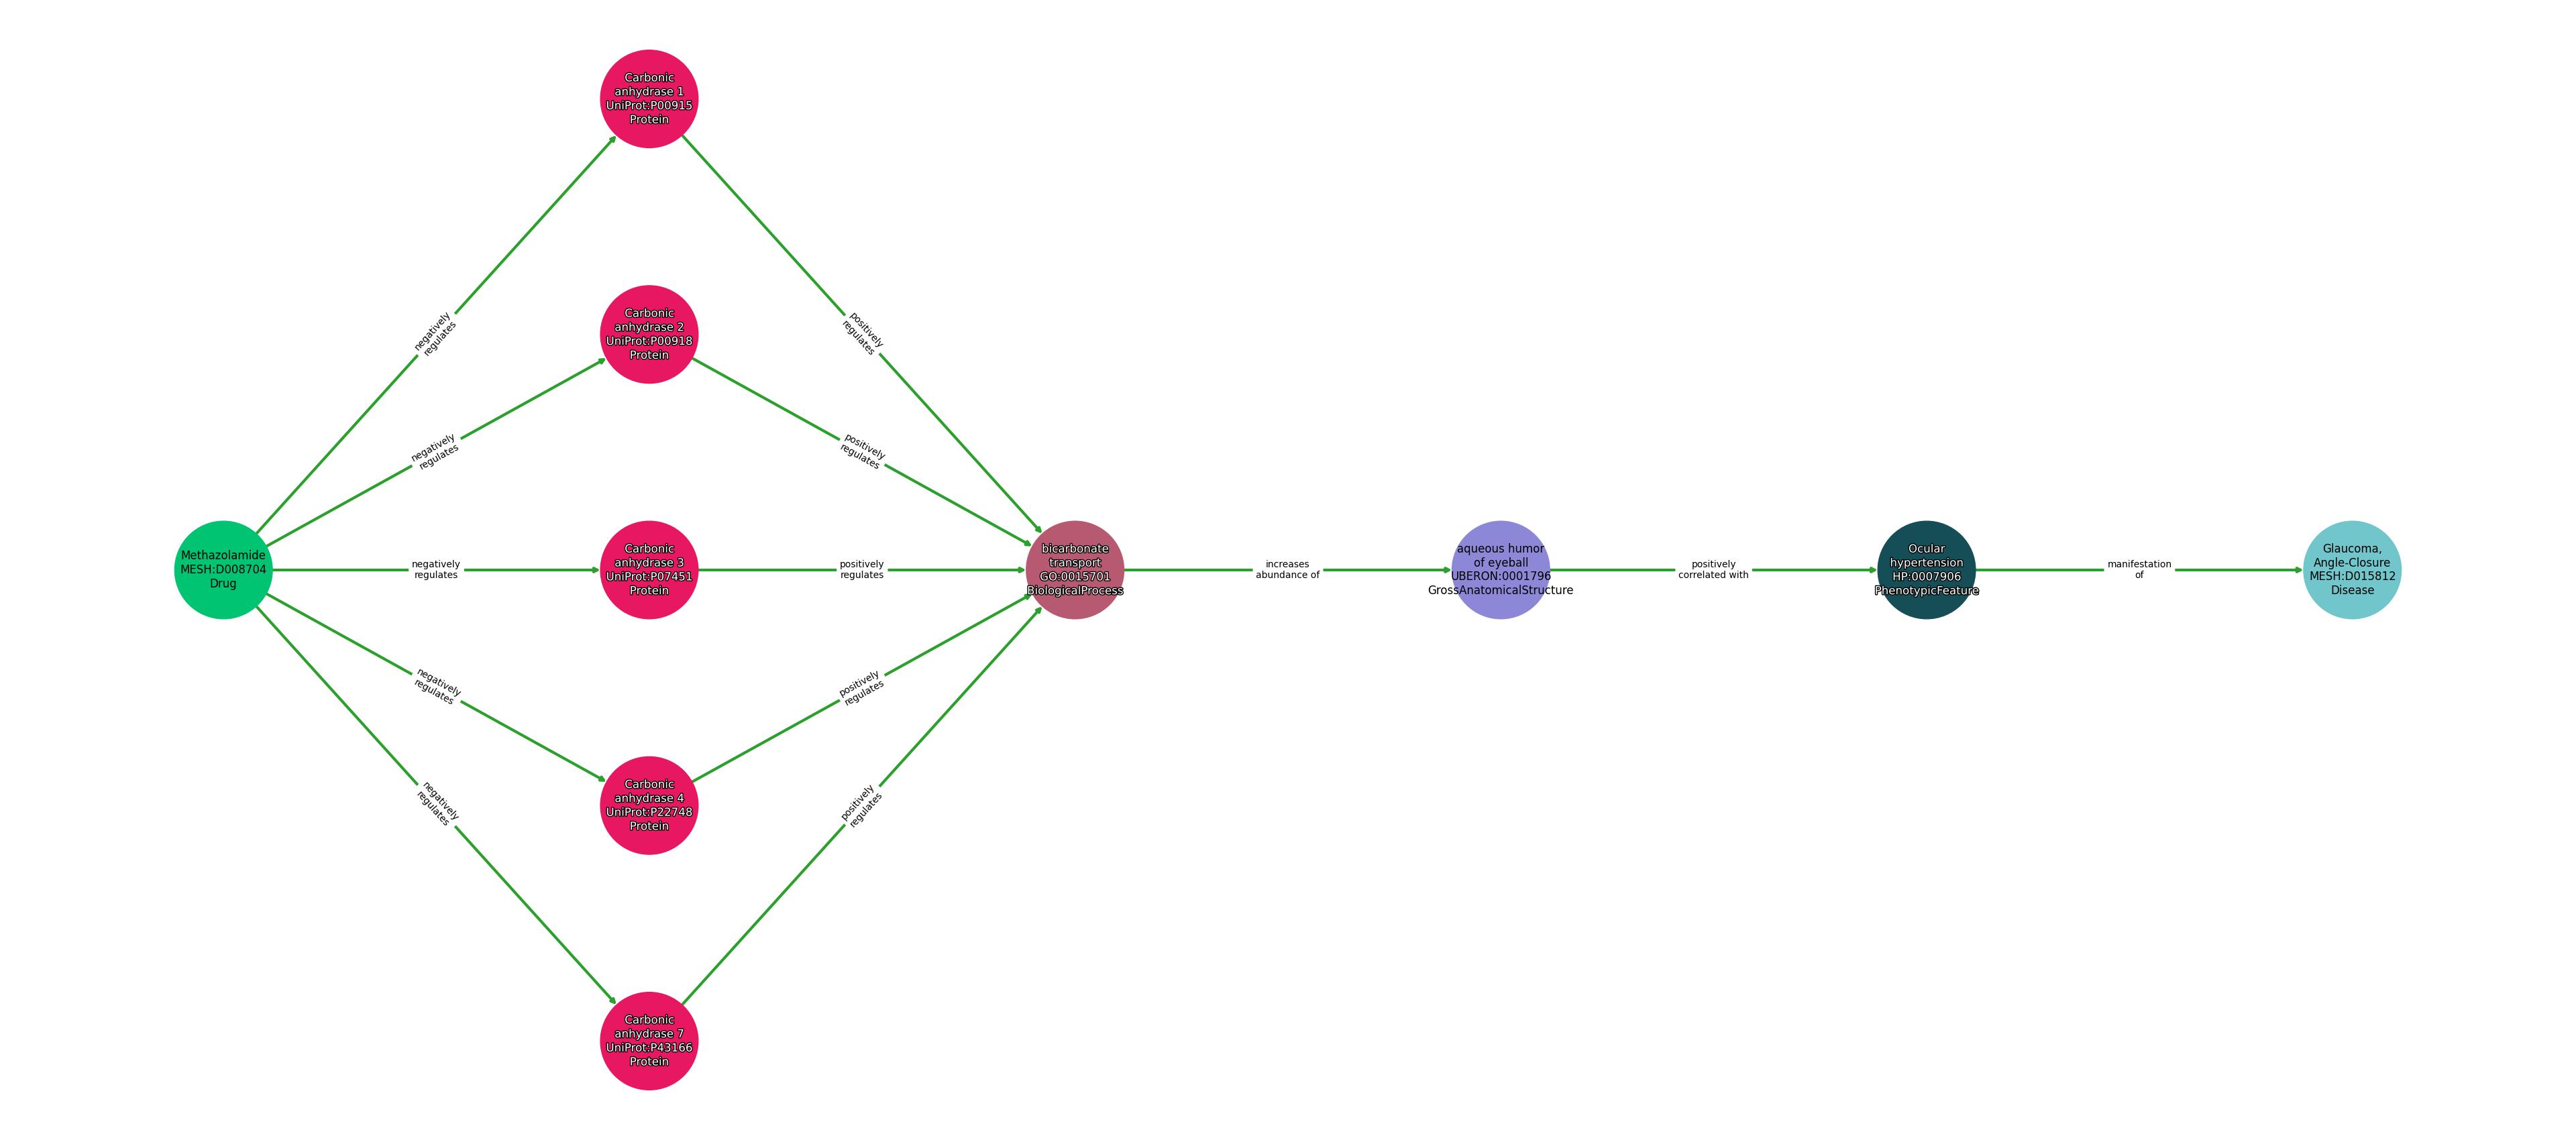 Carbonic
anhydrase 1
UniProt:P00915
Protein
Carbonic
anhydrase 2
UniProt:P00918
Protein
negatively
regulates
positively
regulates
negatively
regulates
positively
regulates
Methazolamide
MESH:D008704
Drug
negatively
regulates
Carbonic
anhydrase 3
UniProt:P07451
Protein
positively
regulates
bicarbonate
transport
GO:0015701
BiologicalProcess
increases
abundance of
aqueous humor
of eyeball
UBERON:0001796
GrossAnatomicalStructure
positively
correlated with
Ocular
hypertension
HP:0007906
PhenotypicFeature
manifestation
of
Glaucoma,
Angle-Closure
MESH:D015812
Disease
negatively
regulates
positively
regulates
negatively
regulates
Carbonic
anhydrase 4
UniProt:P22748
Protein
positively
regulates
Carbonic
anhydrase 7
UniProt:P43166
Protein